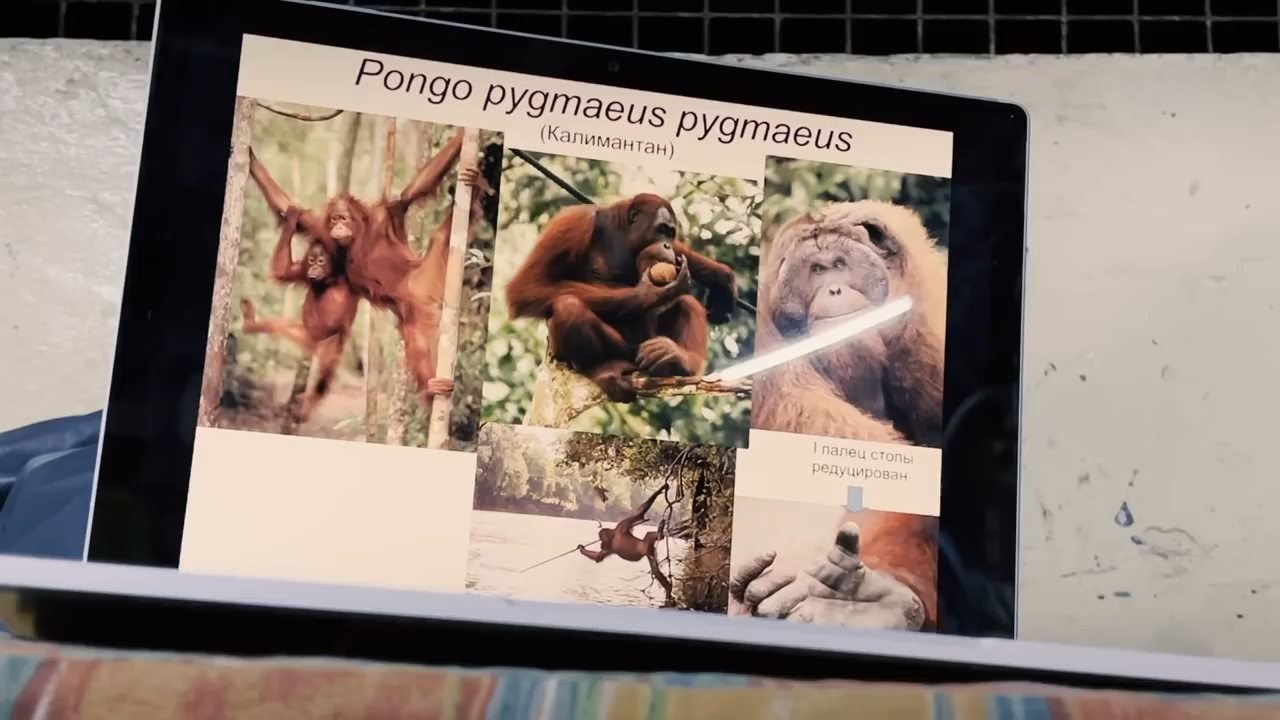 Pongo pygmaeus pygmaeus
(Калимантан)
I палец стопы
редуцирован